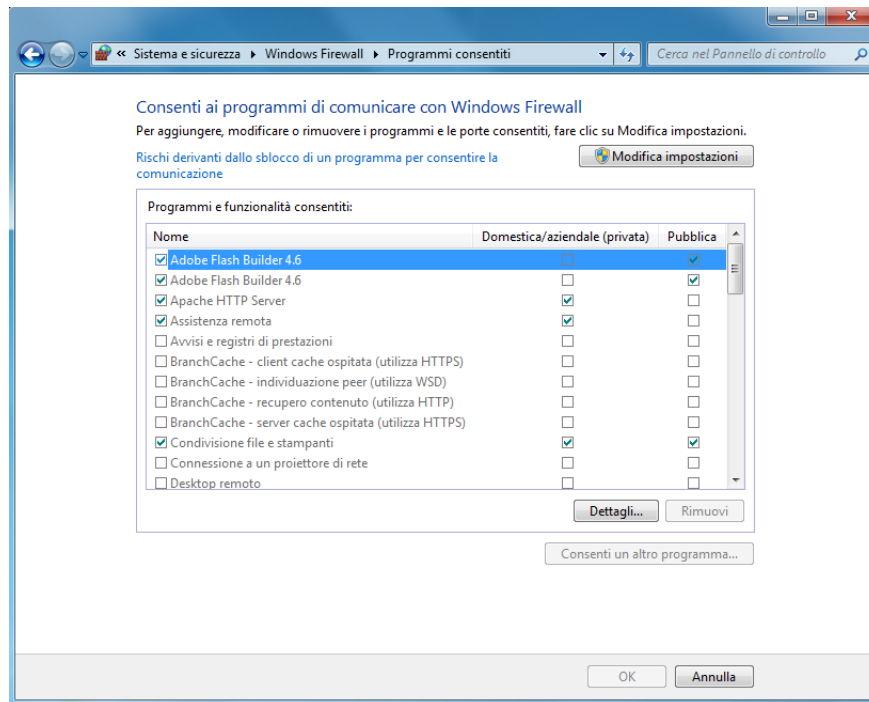 « Sistema e sicurezza ▸ Windows Firewall ▸ Programmi consentiti Cerca nel Pannello di controllo
Consenti ai programmi di comunicare con Windows Firewall
Per aggiungere, modificare o rimuovere i programmi e le porte consentiti, fare clic su Modifica impostazioni.
Rischi derivanti dallo sblocco di un programma per consentire la
comunicazione
Modifica impostazioni
Programmi e funzionalità consentiti:
Nome Domestica/aziendale (privata) Pubblica
Adobe Flash Builder 4.6
Adobe Flash Builder 4.6
Apache HTTP Server
Assistenza remota
Avvisi e registri di prestazioni
BranchCache - client cache ospitata (utilizza HTTPS)
BranchCache - individuazione peer (utilizza WSD)
BranchCache - recupero contenuto (utilizza HTTP)
BranchCache - server cache ospitata (utilizza HTTPS)
Condivisione file e stampanti
Connessione a un proiettore di rete
Desktop remoto
Dettagli... Rimuovi
Consenti un altro programma...
OK Annulla